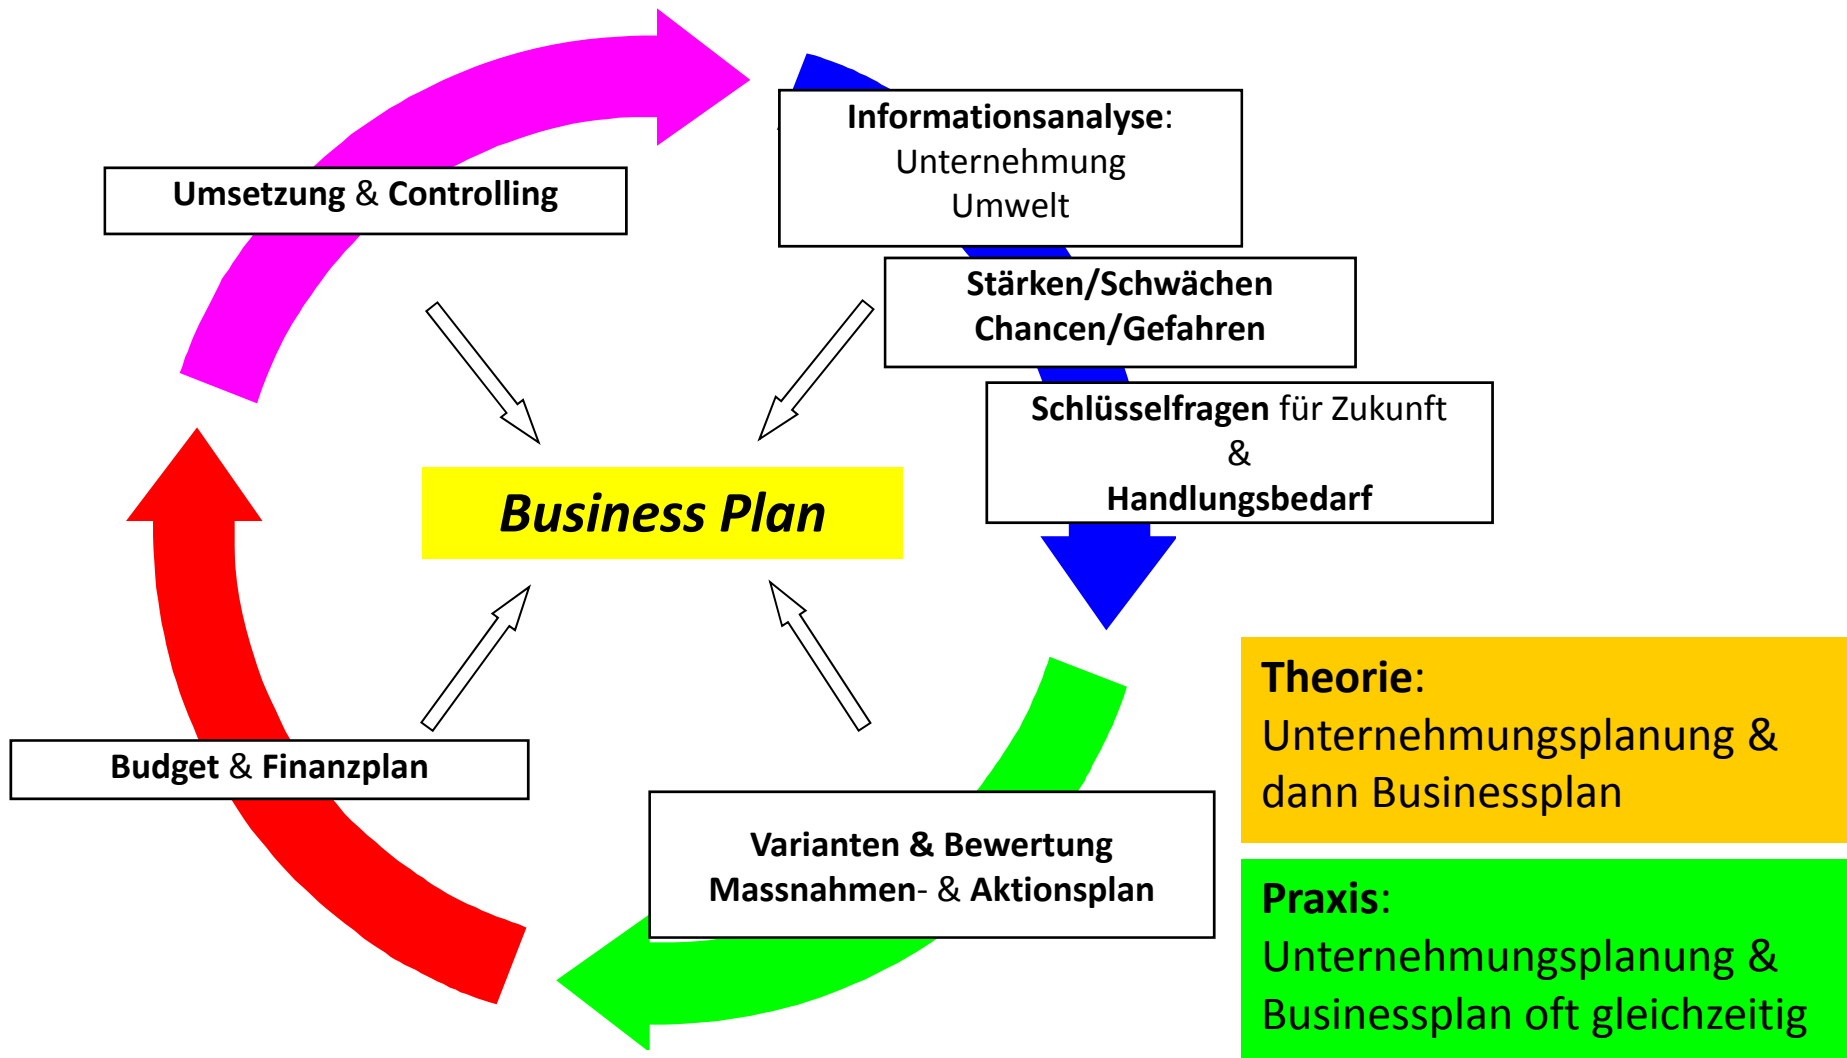 Informationsanalyse:
Unternehmung
Umwelt
Umsetzung & Controlling
Stärken/Schwächen
Chancen/Gefahren
Schlüsselfragen für Zukunft
&
Handlungsbedarf
Business Plan
Budget & Finanzplan
Varianten & Bewertung
Massnahmen- & Aktionsplan
Theorie:
Unternehmungsplanung &
dann Businessplan
Praxis:
Unternehmungsplanung &
Businessplan oft gleichzeitig